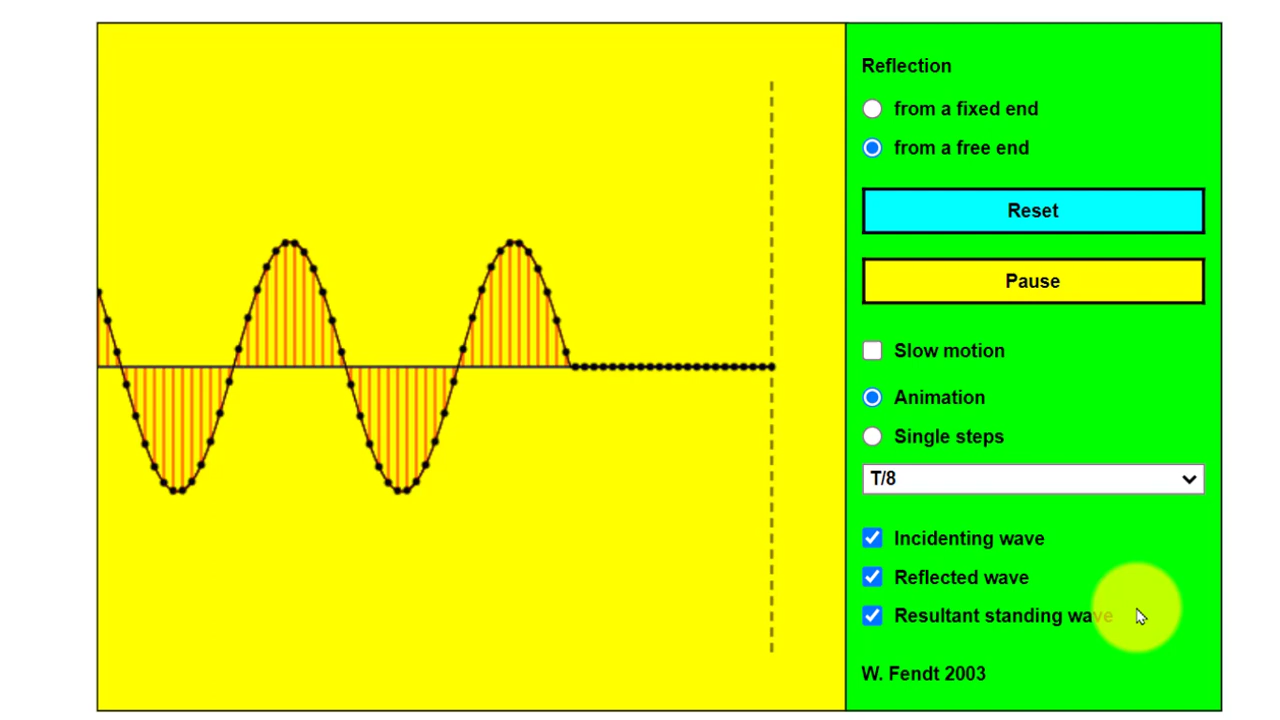 Reflection
from a fixed end
from a free end
Reset
Pause
Slow motion
Animation
Single steps
T/8
Incidenting wave
Reflected wave
Resultant standing wave
W. Fendt 2003